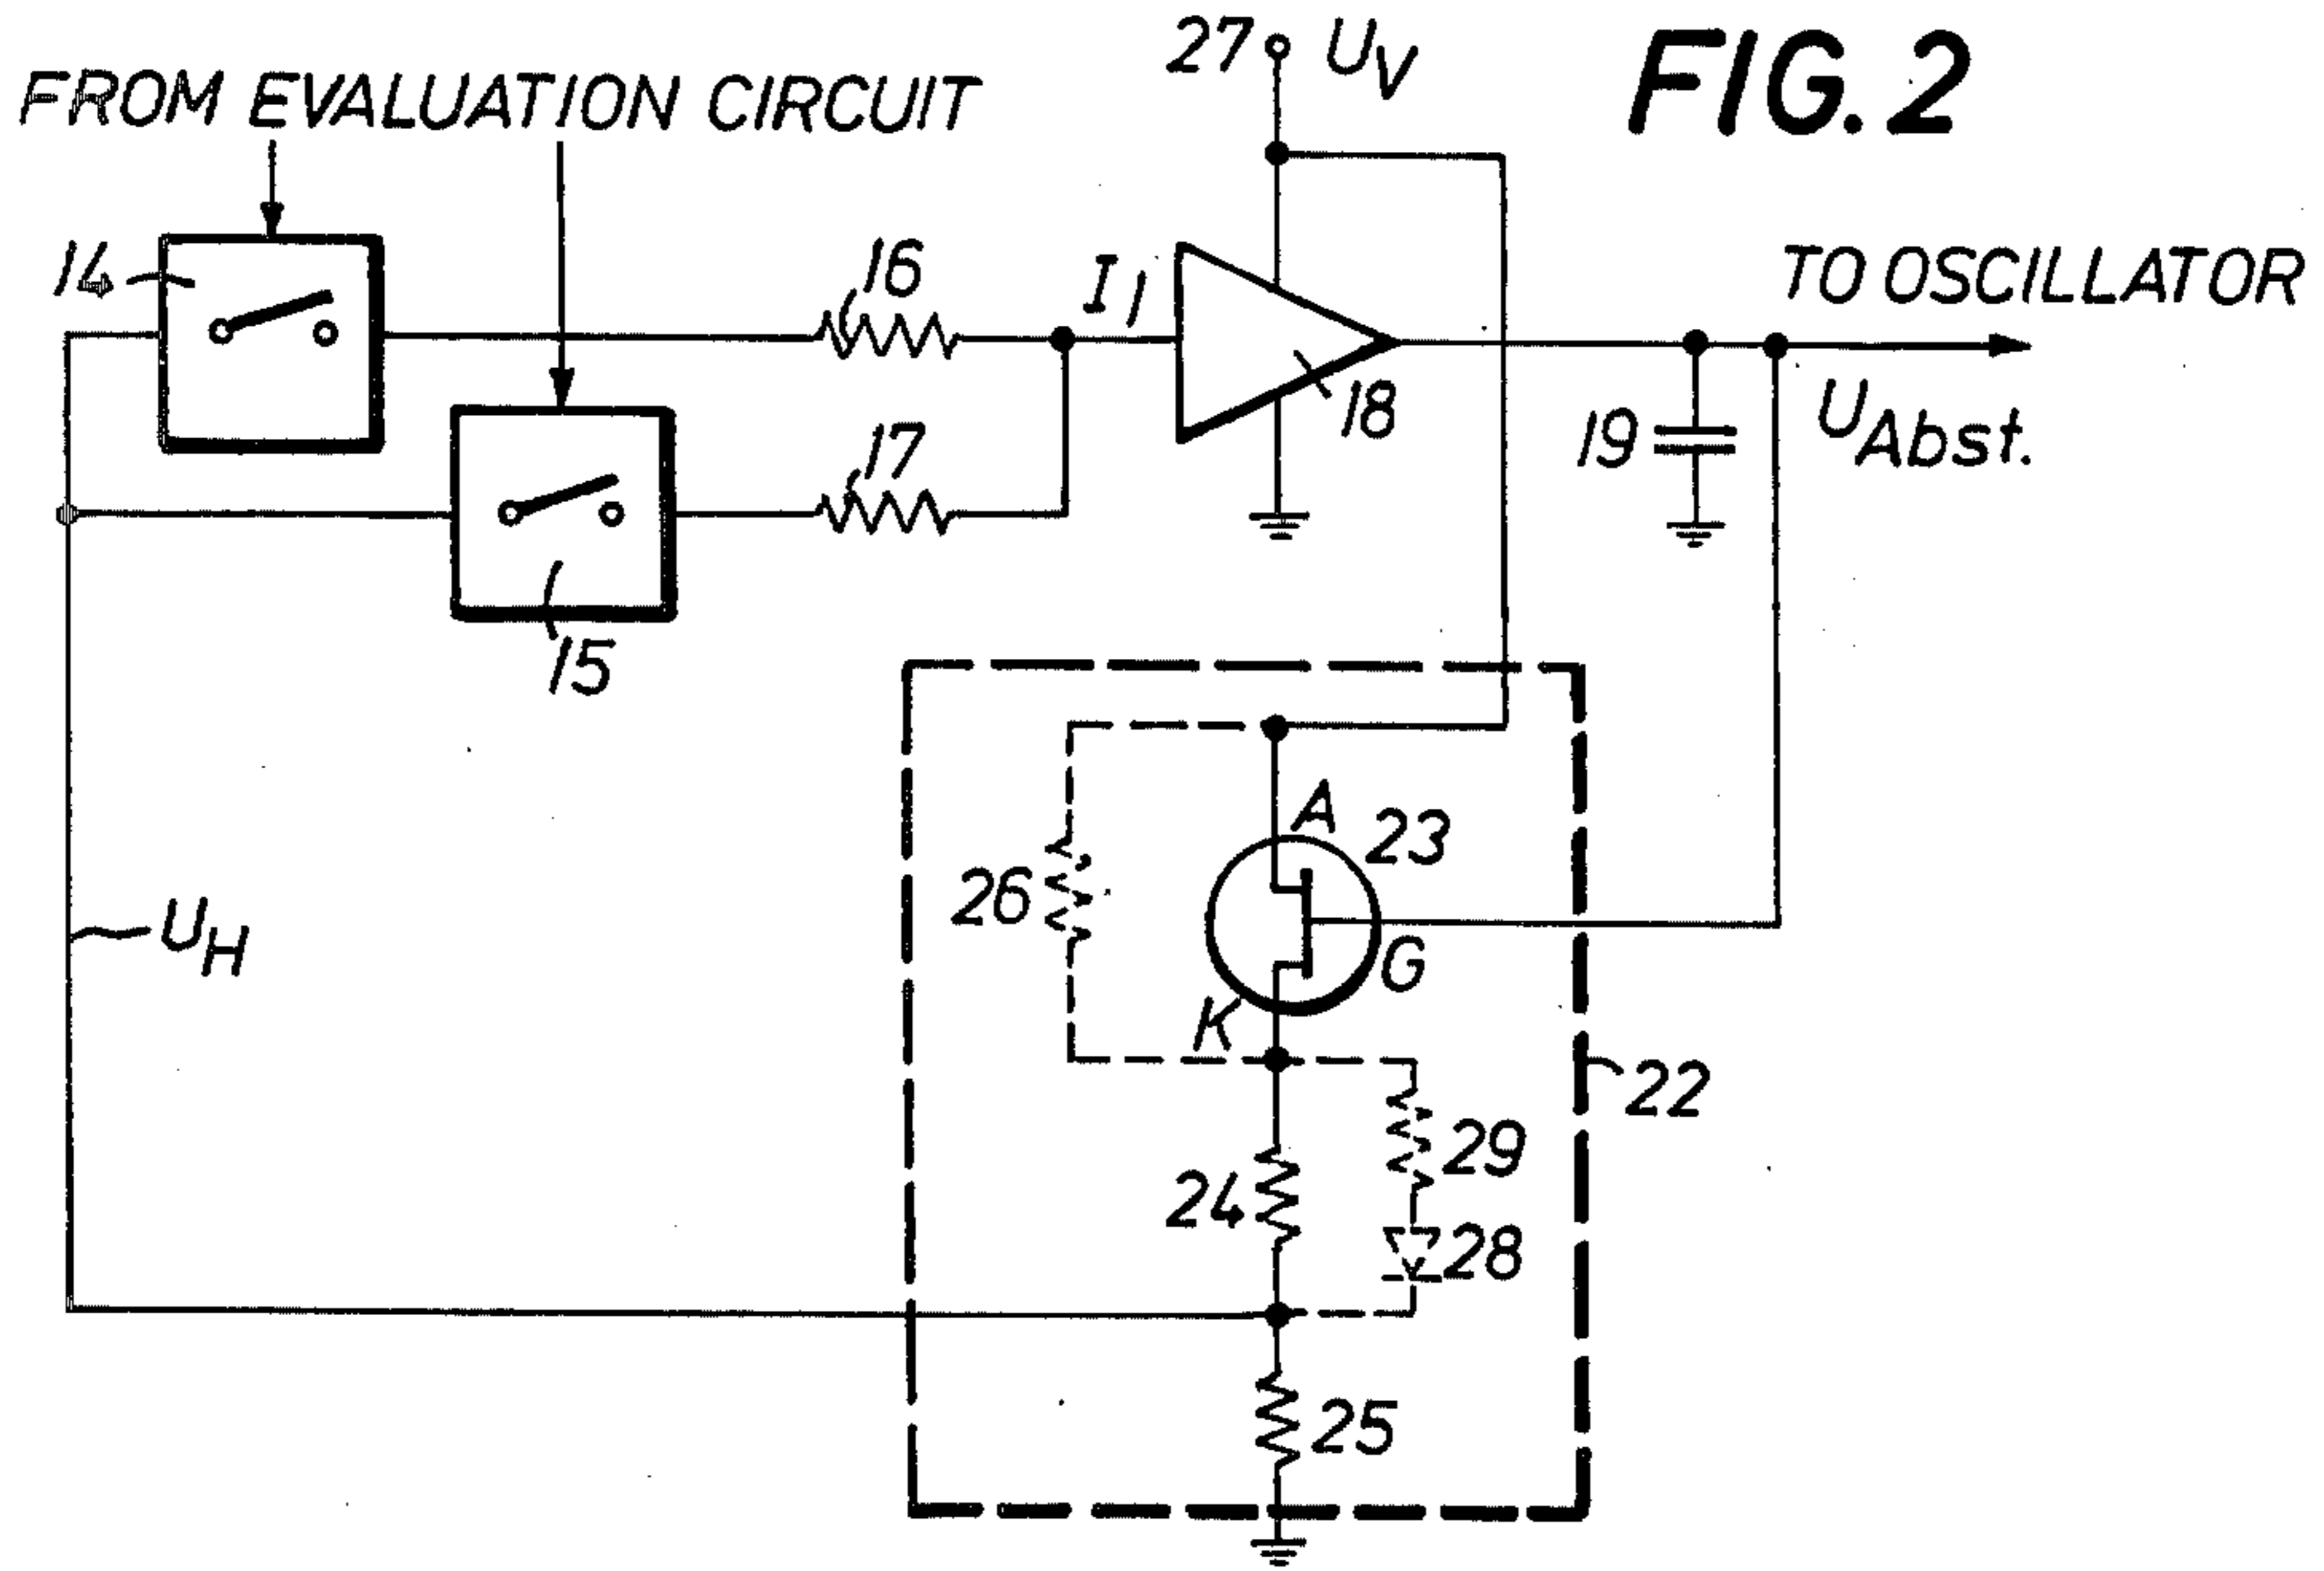 27 UV
FIG. 2
FROM EVALUATION CIRCUIT
14
16
I1
TO OSCILLATOR
18
19
UAbst.
17
15
A
23
26
G
UH
K
22
29
24
28
25